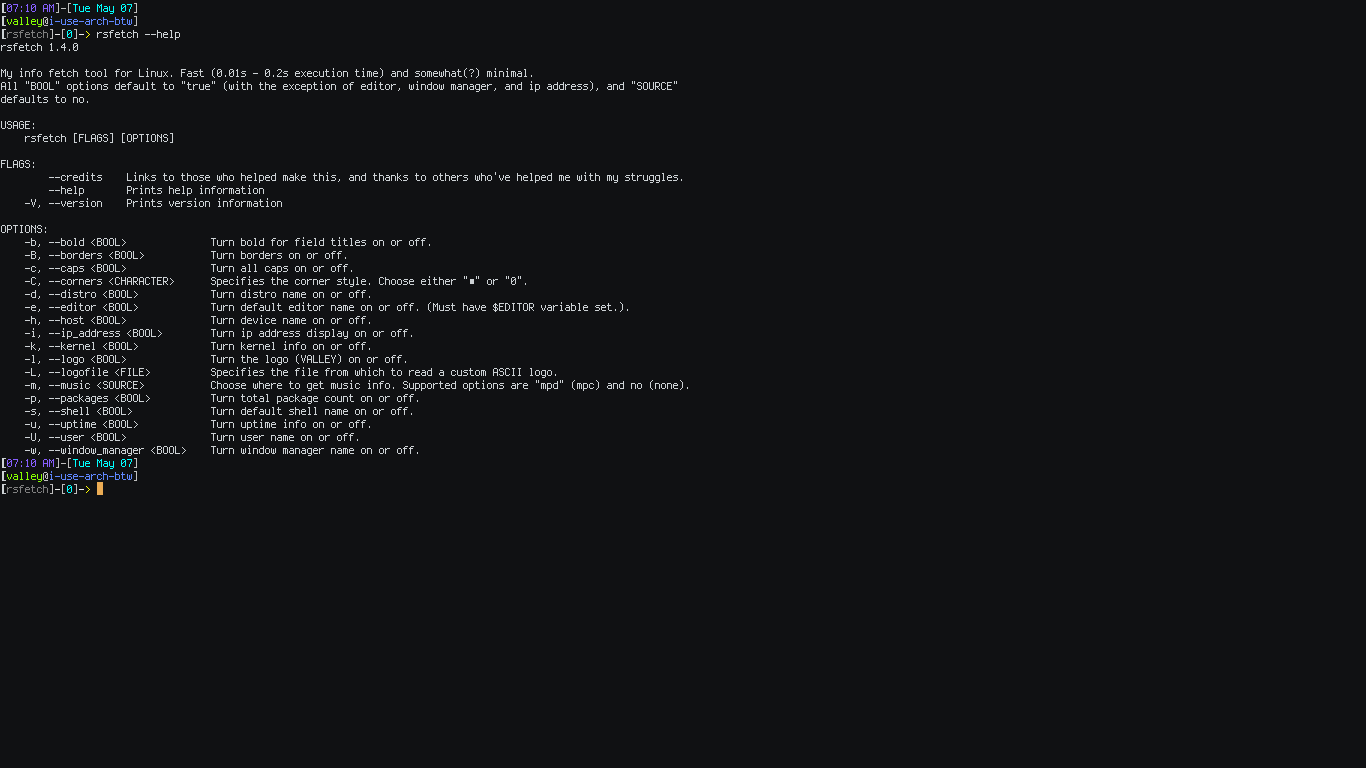 [07:10 AM]-[Tue May 07]
[valley@i-use-arch-btw]
[rsfetch]-[0]-> rsfetch --help
rsfetch 1.4.0

My info fetch tool for Linux. Fast (0.01s - 0.2s execution time) and somewhat(?) minimal.
All "BOOL" options default to "true" (with the exception of editor, window manager, and ip address), and "SOURCE"
defaults to no.

USAGE:
    rsfetch [FLAGS] [OPTIONS]

FLAGS:
        --credits    Links to those who helped make this, and thanks to others who've helped me with my struggles.
        --help       Prints help information
    -V, --version    Prints version information

OPTIONS:
    -b, --bold <BOOL>              Turn bold for field titles on or off.
    -B, --borders <BOOL>           Turn borders on or off.
    -c, --caps <BOOL>              Turn all caps on or off.
    -C, --corners <CHARACTER>      Specifies the corner style. Choose either "■" or "0".
    -d, --distro <BOOL>            Turn distro name on or off.
    -e, --editor <BOOL>            Turn default editor name on or off. (Must have $EDITOR variable set.).
    -h, --host <BOOL>              Turn device name on or off.
    -i, --ip_address <BOOL>        Turn ip address display on or off.
    -k, --kernel <BOOL>            Turn kernel info on or off.
    -l, --logo <BOOL>              Turn the logo (VALLEY) on or off.
    -L, --logofile <FILE>          Specifies the file from which to read a custom ASCII logo.
    -m, --music <SOURCE>           Choose where to get music info. Supported options are "mpd" (mpc) and no (none).
    -p, --packages <BOOL>          Turn total package count on or off.
    -s, --shell <BOOL>             Turn default shell name on or off.
    -u, --uptime <BOOL>            Turn uptime info on or off.
    -U, --user <BOOL>              Turn user name on or off.
    -w, --window_manager <BOOL>    Turn window manager name on or off.
[07:10 AM]-[Tue May 07]
[valley@i-use-arch-btw]
[rsfetch]-[0]->